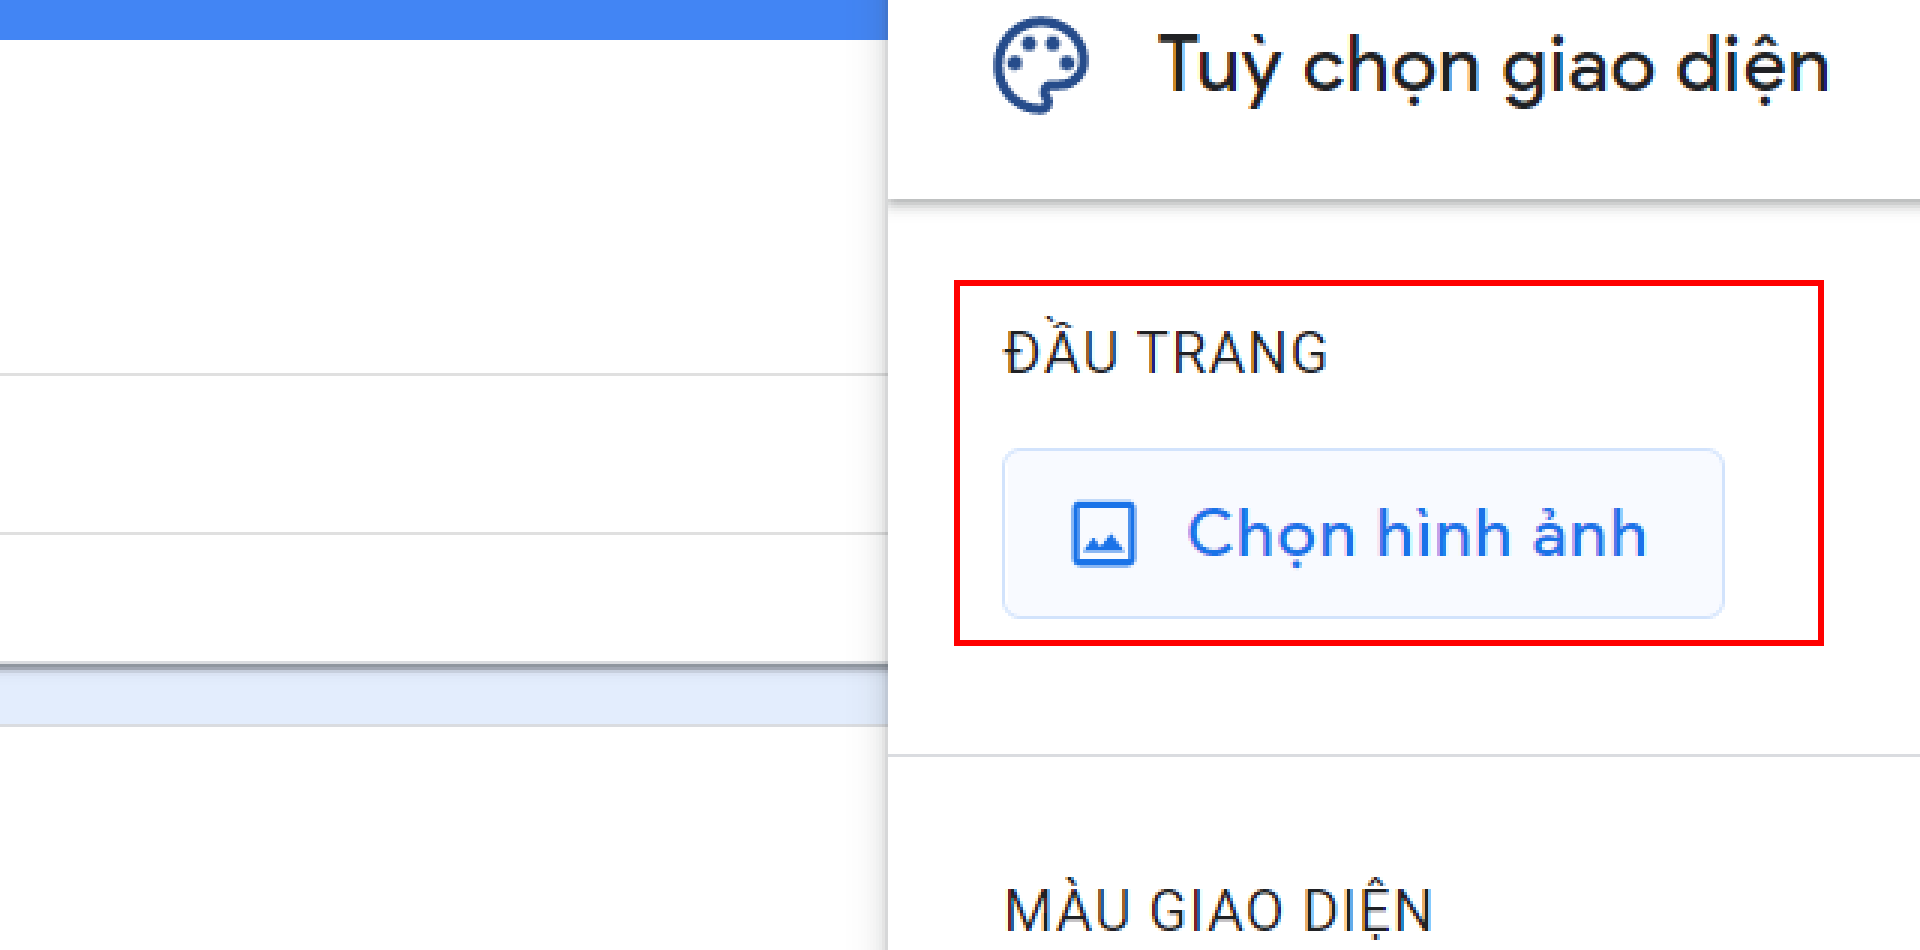 Tuỳ chọn giao diện
ĐẦU TRANG
Chọn hình ảnh
MÀU GIAO DIỆN